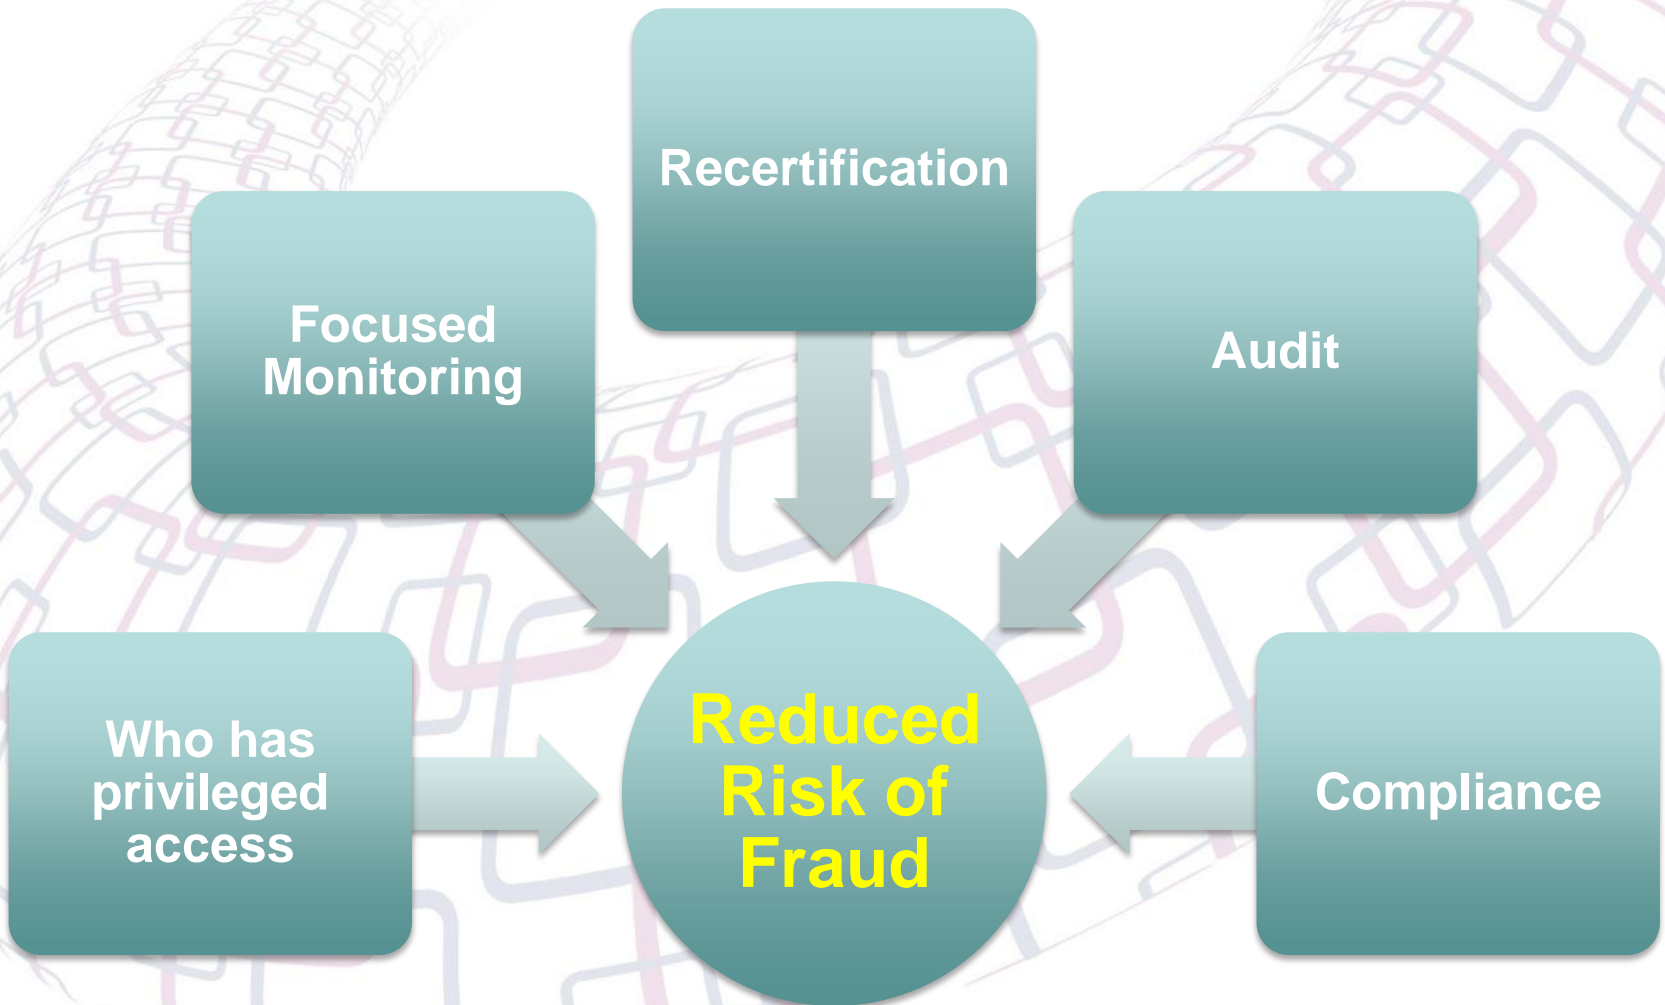 Recertification
Focused
Monitoring
Audit
Who has
privileged
access
Reduced
Risk of
Fraud
Compliance